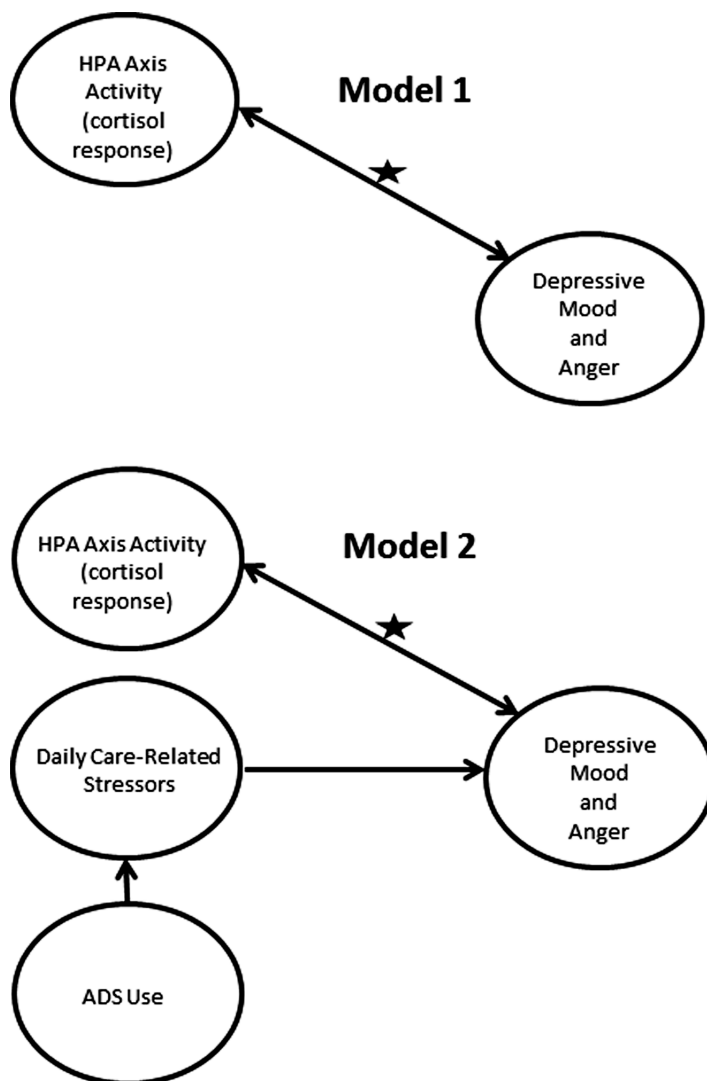 HPA Axis
Activity
(cortisol
response)
Model 1
Depressive
Mood
and
Anger
HPA Axis Activity
(cortisol
response)
Model 2
Daily Care-Related
Stressors
Depressive
Mood
and
Anger
ADS Use